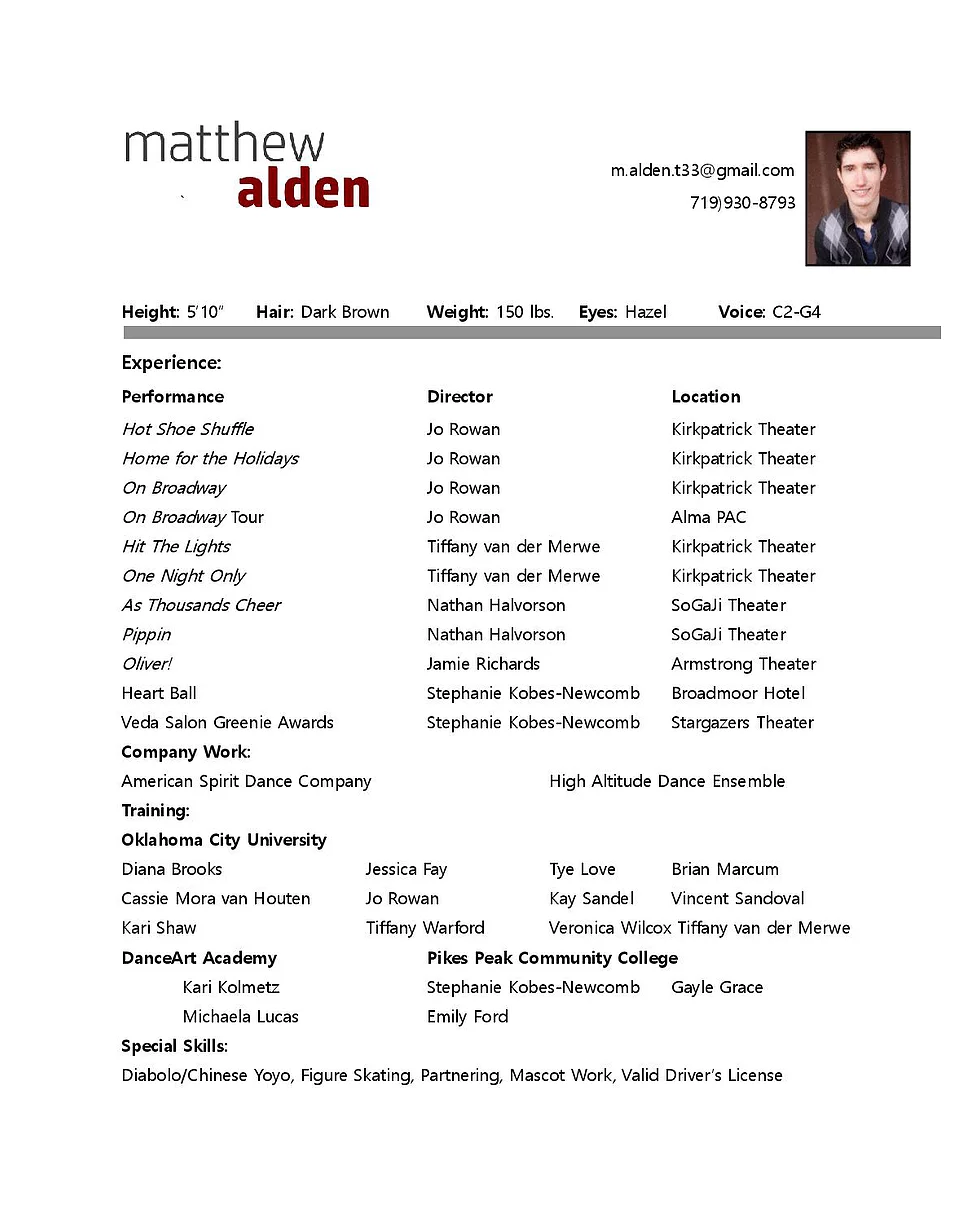 matthew
alden
m.alden.t33@gmail.com
719)930-8793
Height: 5'10" Hair: Dark Brown Weight: 150 lbs. Eyes: Hazel Voice: C2-G4
Experience:
Performance Director Location
Hot Shoe Shuffle Jo Rowan Kirkpatrick Theater
Home for the Holidays Jo Rowan Kirkpatrick Theater
On Broadway Jo Rowan Kirkpatrick Theater
On Broadway Tour Jo Rowan Alma PAC
Hit The Lights Tiffany van der Merwe Kirkpatrick Theater
One Night Only Tiffany van der Merwe Kirkpatrick Theater
As Thousands Cheer Nathan Halvorson SoGaJi Theater
Pippin Nathan Halvorson SoGaJi Theater
Oliver! Jamie Richards Armstrong Theater
Heart Ball Stephanie Kobes-Newcomb Broadmoor Hotel
Veda Salon Greenie Awards Stephanie Kobes-Newcomb Stargazers Theater
Company Work:
American Spirit Dance Company High Altitude Dance Ensemble
Training:
Oklahoma City University
Diana Brooks Jessica Fay Tye Love Brian Marcum
Cassie Mora van Houten Jo Rowan Kay Sandel Vincent Sandoval
Kari Shaw Tiffany Warford Veronica Wilcox Tiffany van der Merwe
DanceArt Academy Pikes Peak Community College
Kari Kolmetz Stephanie Kobes-Newcomb Gayle Grace
Michaela Lucas Emily Ford
Special Skills:
Diabolo/Chinese Yoyo, Figure Skating, Partnering, Mascot Work, Valid Driver's License